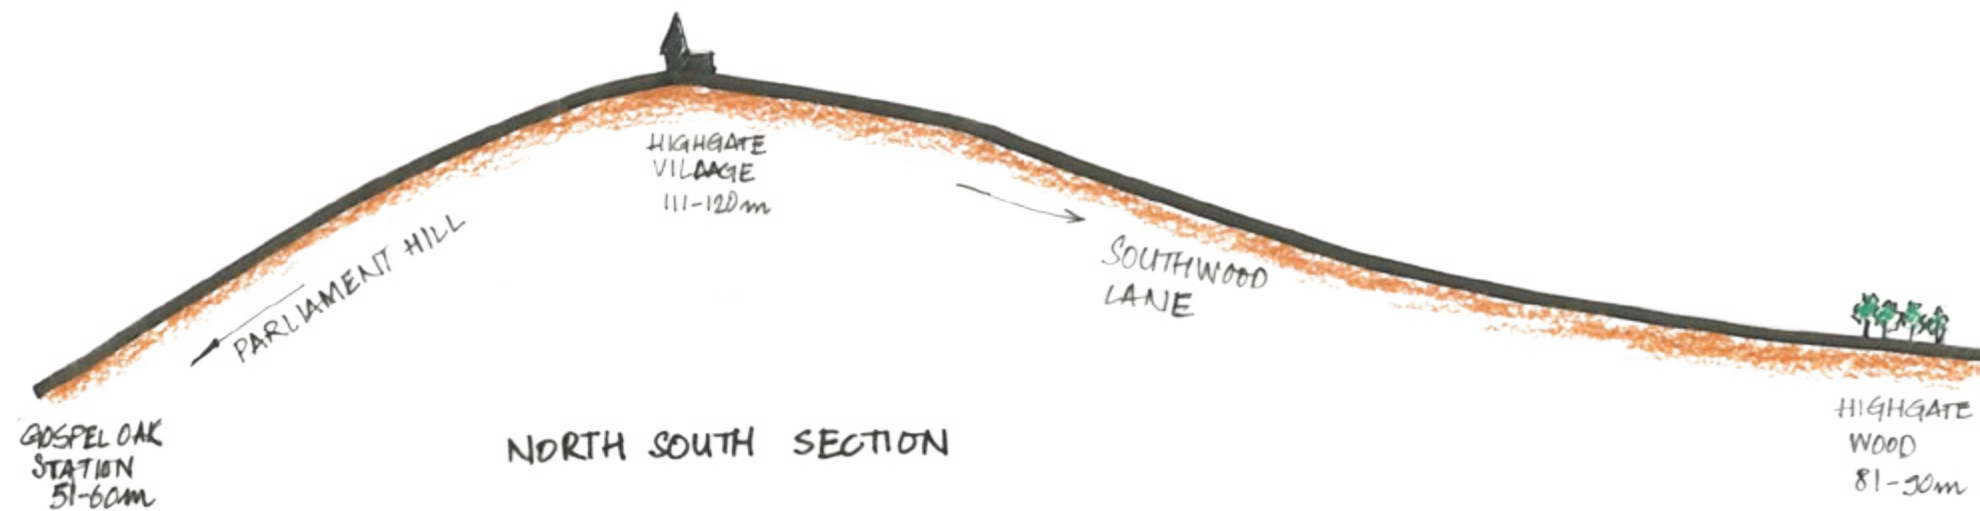 HIGHGATE
VILAAGE
111-120m
PARLIAMENT HILL
SOUTHWOOD
LANE
GOSPEL OAK
STATION
51-60m
NORTH SOUTH SECTION
HIGHGATE
WOOD
81-90m